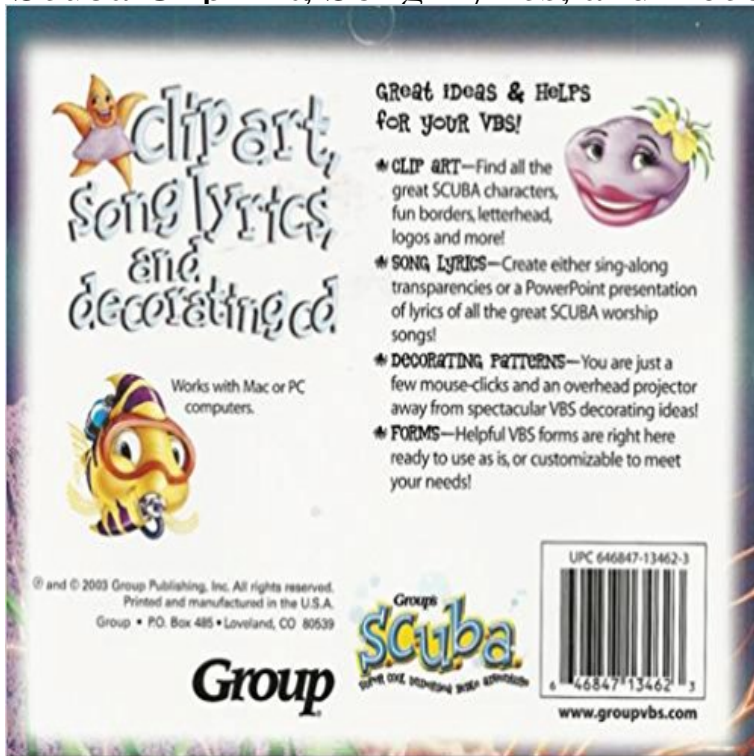 clip art,
song lyrics,
and
decorating cd
Works with Mac or PC
computers.
GReat IDeas & HeLPS
foR youR VBS!
CLIP aRT—Find all the
great SCUBA characters,
fun borders, letterhead,
logos and more!
SONG LyRICS—Create either sing-along
transparencies or a PowerPoint presentation
of lyrics of all the great SCUBA worship
songs!
DECORaTING PaTTERNS—You are just a
few mouse-clicks and an overhead projector
away from spectacular VBS decorating ideas!
FORMS—Helpful VBS forms are right here
ready to use as is, or customizable to meet
your needs!
℗ and © 2003 Group Publishing, Inc. All rights reserved.
Printed and manufactured in the U.S.A.
Group • P.O. Box 485 • Loveland, CO 80539
Group
Group's
S.C.U.B.A.
SUPER COOL UNDERSEA BIBLE ADVENTURE
UPC 646847-13462-3
6 46847 13462 3
www.groupvbs.com